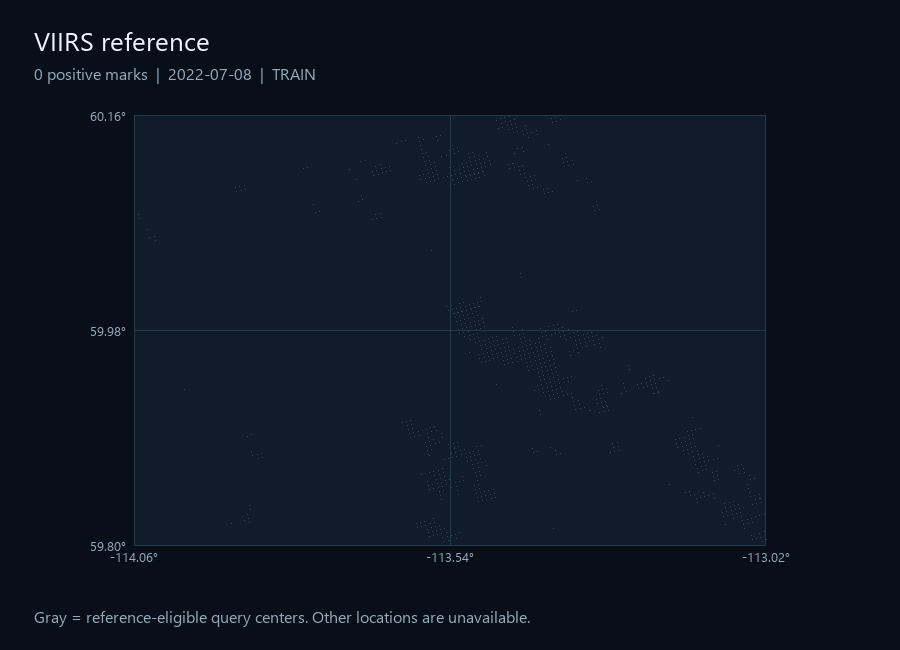 VIIRS reference
0 positive marks | 2022-07-08 | TRAIN
60.16°
59.98°
59.80°
-114.06°
-113.54°
-113.02°
Gray = reference-eligible query centers. Other locations are unavailable.